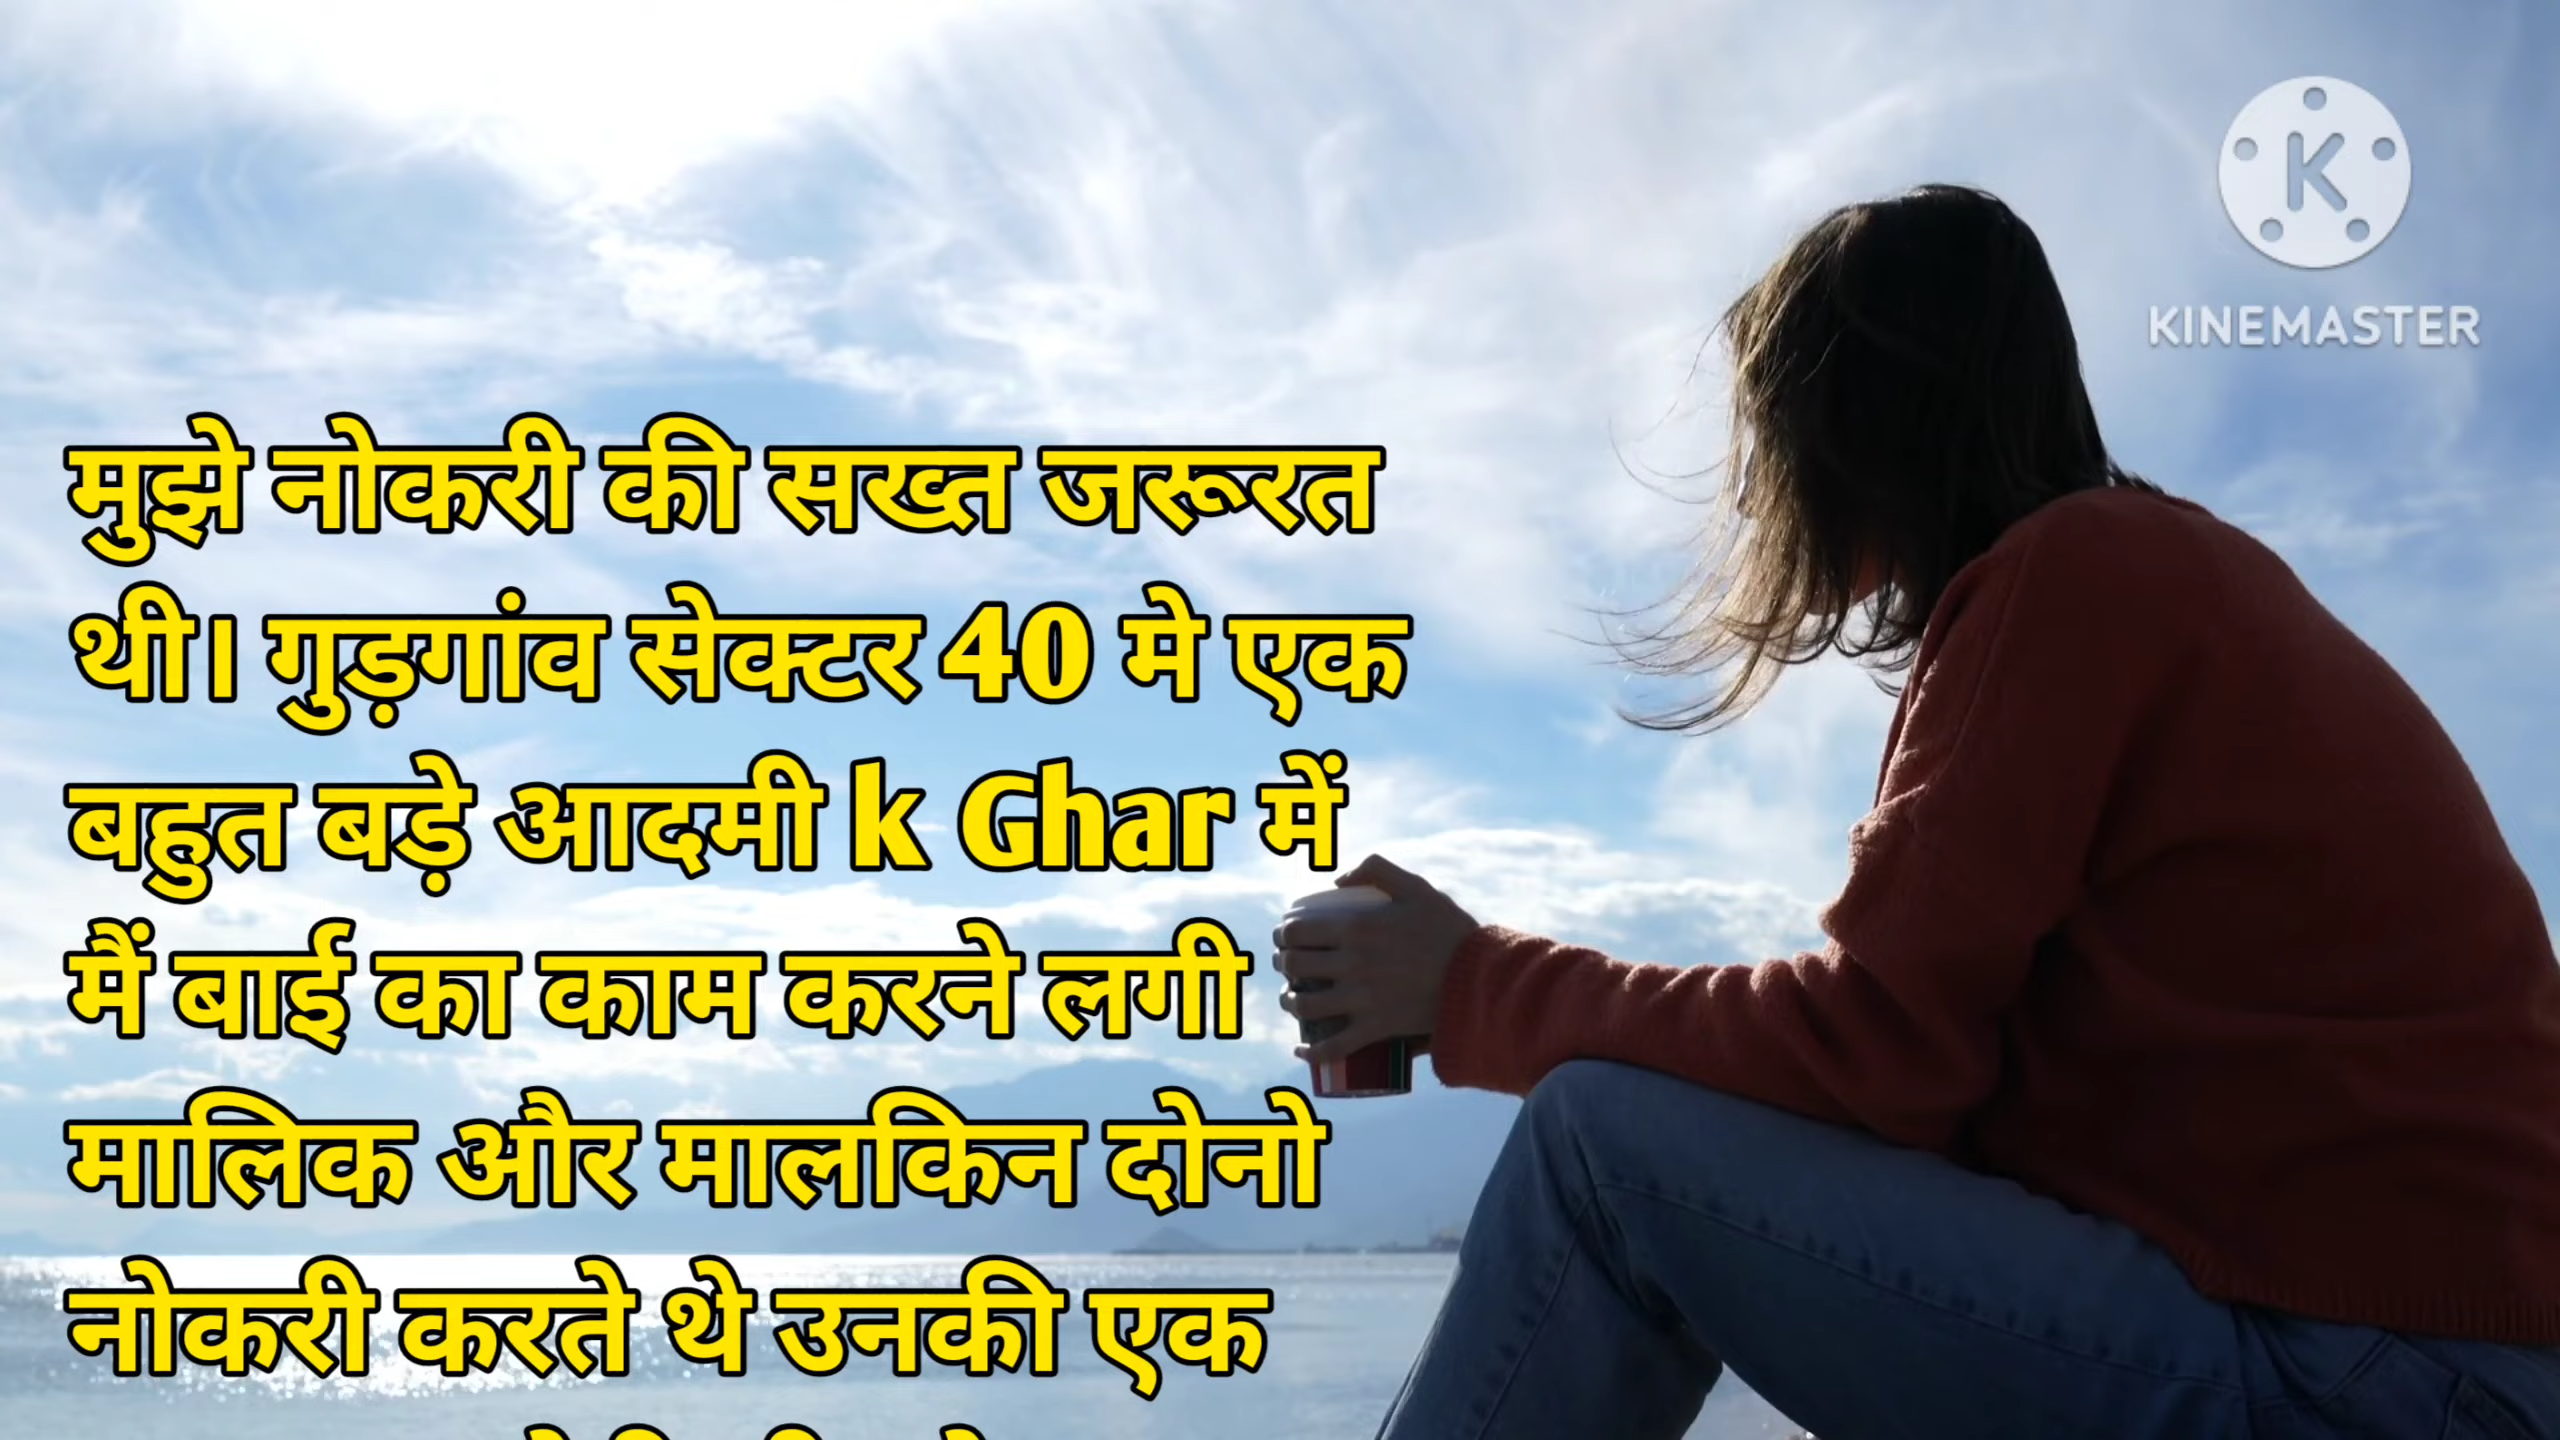 KINEMASTER
मुझे नोकरी की सख्त जरूरत
थी। गुड़गांव सेक्टर 40 मे एक
बहुत बड़े आदमी k Ghar में
मैं बाई का काम करने लगी
मालिक और मालकिन दोनो
नोकरी करते थे उनकी एक